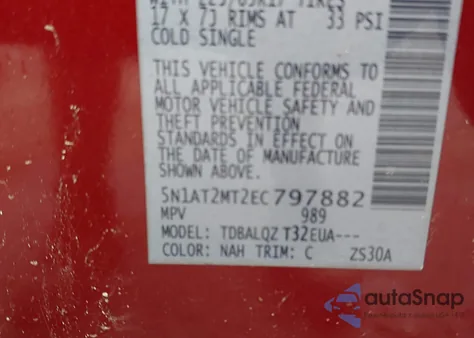 17 X 7J RIMS AT 33 PSI
COLD SINGLE
THIS VEHICLE CONFORMS TO
ALL APPLICABLE FEDERAL
MOTOR VEHICLE SAFETY AND
THEFT PREVENTION
STANDARDS IN EFFECT ON
THE DATE OF MANUFACTURE
SHOWN ABOVE.
5N1AT2MT2EC797882
MPV 989
MODEL: TDBALQZ T32EUA---
COLOR: NAH TRIM: C ZS30A
autoSnap